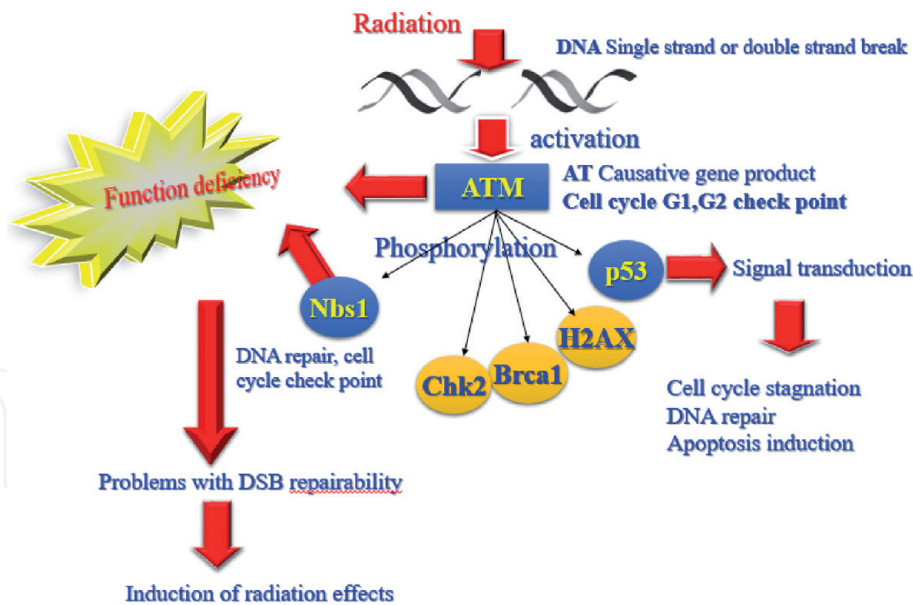 Radiation
DNA Single strand or double strand break
activation
ATM
AT Causative gene product
Cell cycle G1,G2 check point
Function deficiency
Phosphorylation
p53
Signal transduction
Nbs1
H2AX
Brca1
Chk2
DNA repair, cell
cycle check point
Cell cycle stagnation
DNA repair
Apoptosis induction
Problems with DSB repairability
Induction of radiation effects